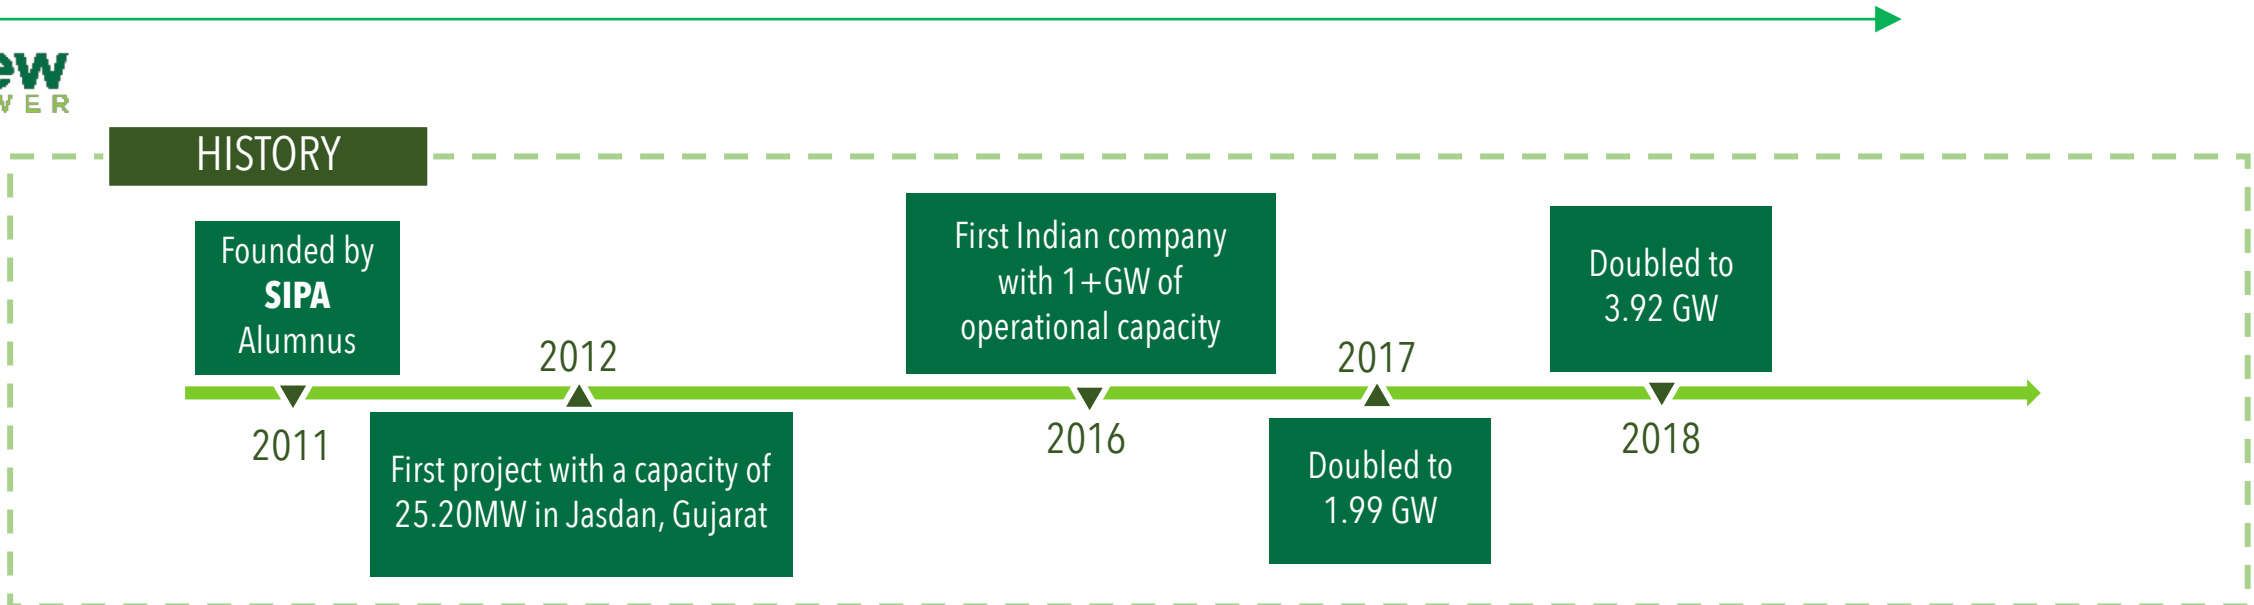 ew
WER
HISTORY
Founded by
SIPA
Alumnus
2011
2012
First project with a capacity of
25.20MW in Jasdan, Gujarat
First Indian company
with 1+GW of
operational capacity
2016
2017
Doubled to
1.99 GW
Doubled to
3.92 GW
2018